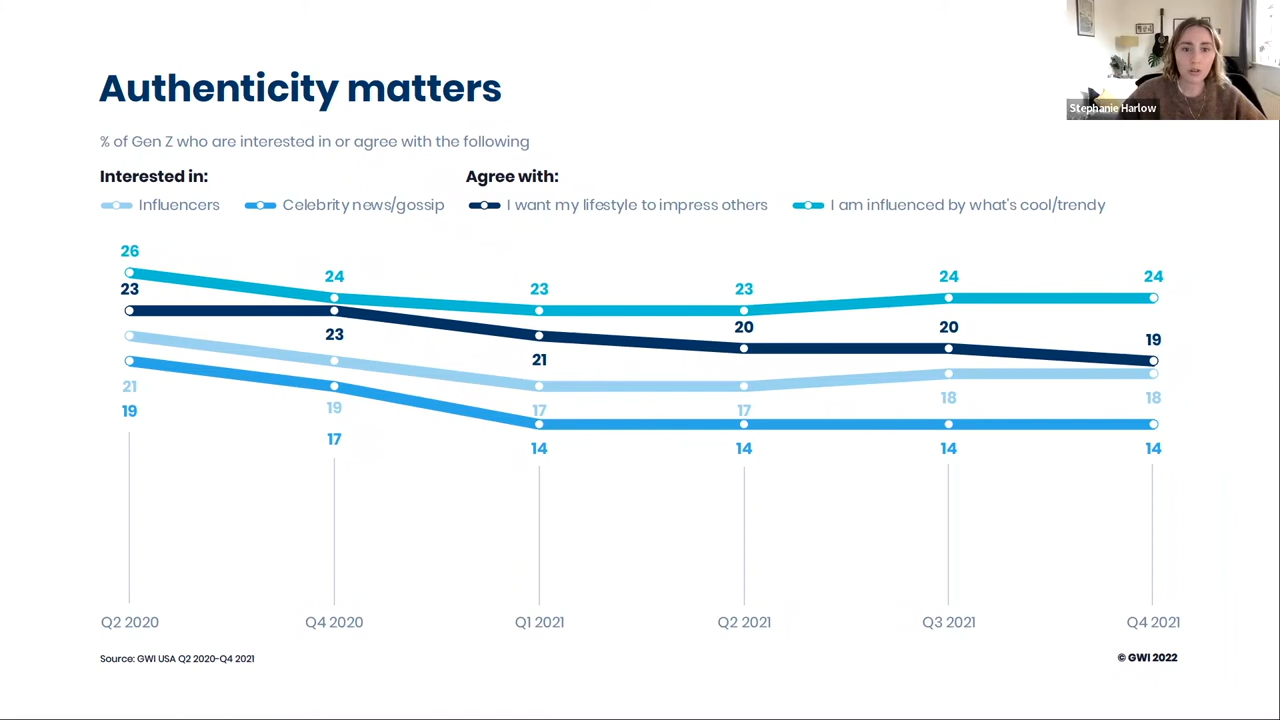 Stephanie Harlow
Authenticity matters
% of Gen Z who are interested in or agree with the following
Interested in: Agree with:
Influencers Celebrity news/gossip I want my lifestyle to impress others I am influenced by what's cool/trendy
26 24 23 23 24 24
23 23 21 20 20 19
21 19 17 17 18 18
19 17 14 14 14 14
Q2 2020 Q4 2020 Q1 2021 Q2 2021 Q3 2021 Q4 2021
Source: GWI USA Q2 2020-Q4 2021 © GWI 2022